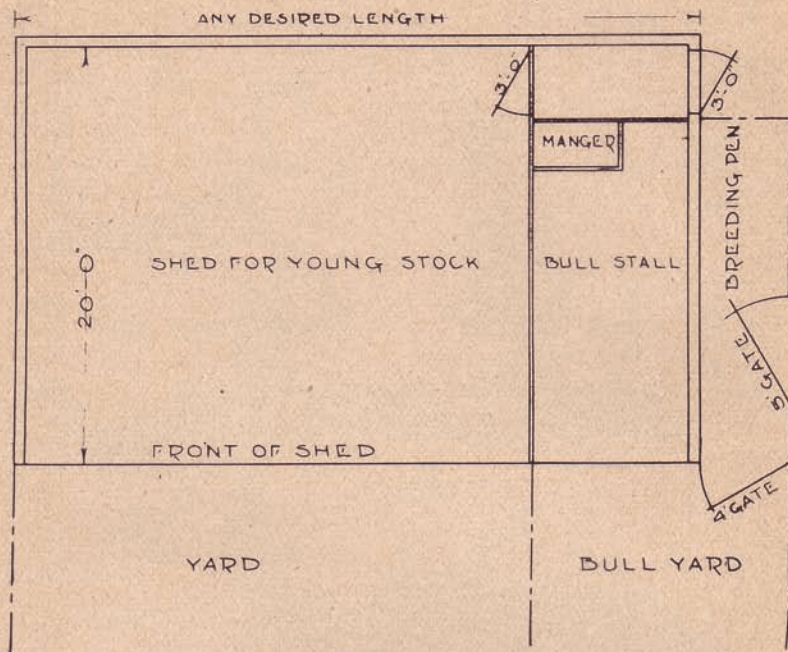 ANY DESIRED LENGTH
3'-0"
3'-0"
MANGER
BREEDING PEN
20'-0"
SHED FOR YOUNG STOCK
BULL STALL
GATE
FRONT OF SHED
4' GATE
YARD
BULL YARD